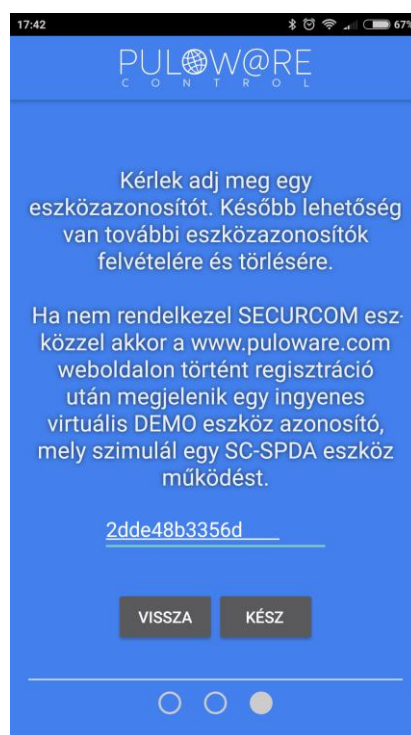 17:42 67%
PULOW@RE
CONTROL
Kérlek adj meg egy
eszközazonosítót. Később lehetőség
van további eszközazonosítók
felvételére és törlésére.
Ha nem rendelkezel SECURCOM esz-
közzel akkor a www.puloware.com
weboldalon történt regisztráció
után megjelenik egy ingyenes
virtuális DEMO eszköz azonosító,
mely szimulál egy SC-SPDA eszköz
működést.
2dde48b3356d
VISSZA KÉSZ